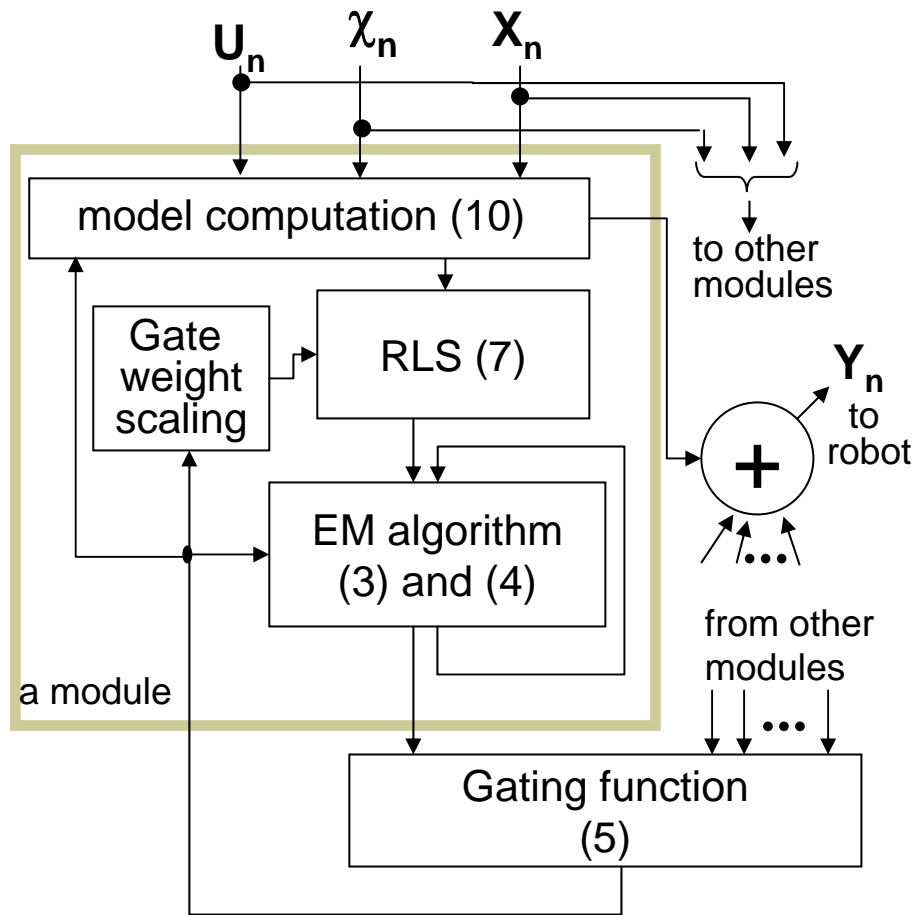 Uₙ χₙ Xₙ
model computation (10)
to other
modules
Gate
weight
scaling
RLS (7)
Yₙ
to
robot
+
EM algorithm
(3) and (4)
•••
from other
modules
a module
•••
Gating function
(5)